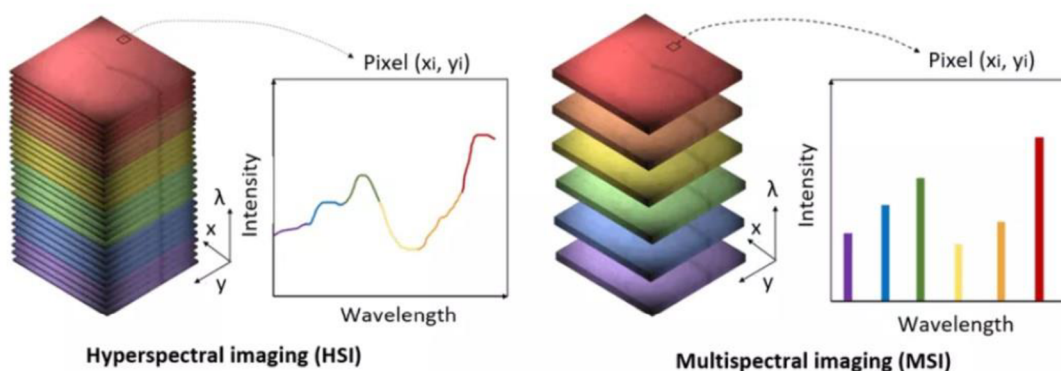 Pixel (xi, yi)
Intensity
λ
x
y
Wavelength
Hyperspectral imaging (HSI)
Pixel (xi, yi)
Intensity
λ
x
y
Wavelength
Multispectral imaging (MSI)